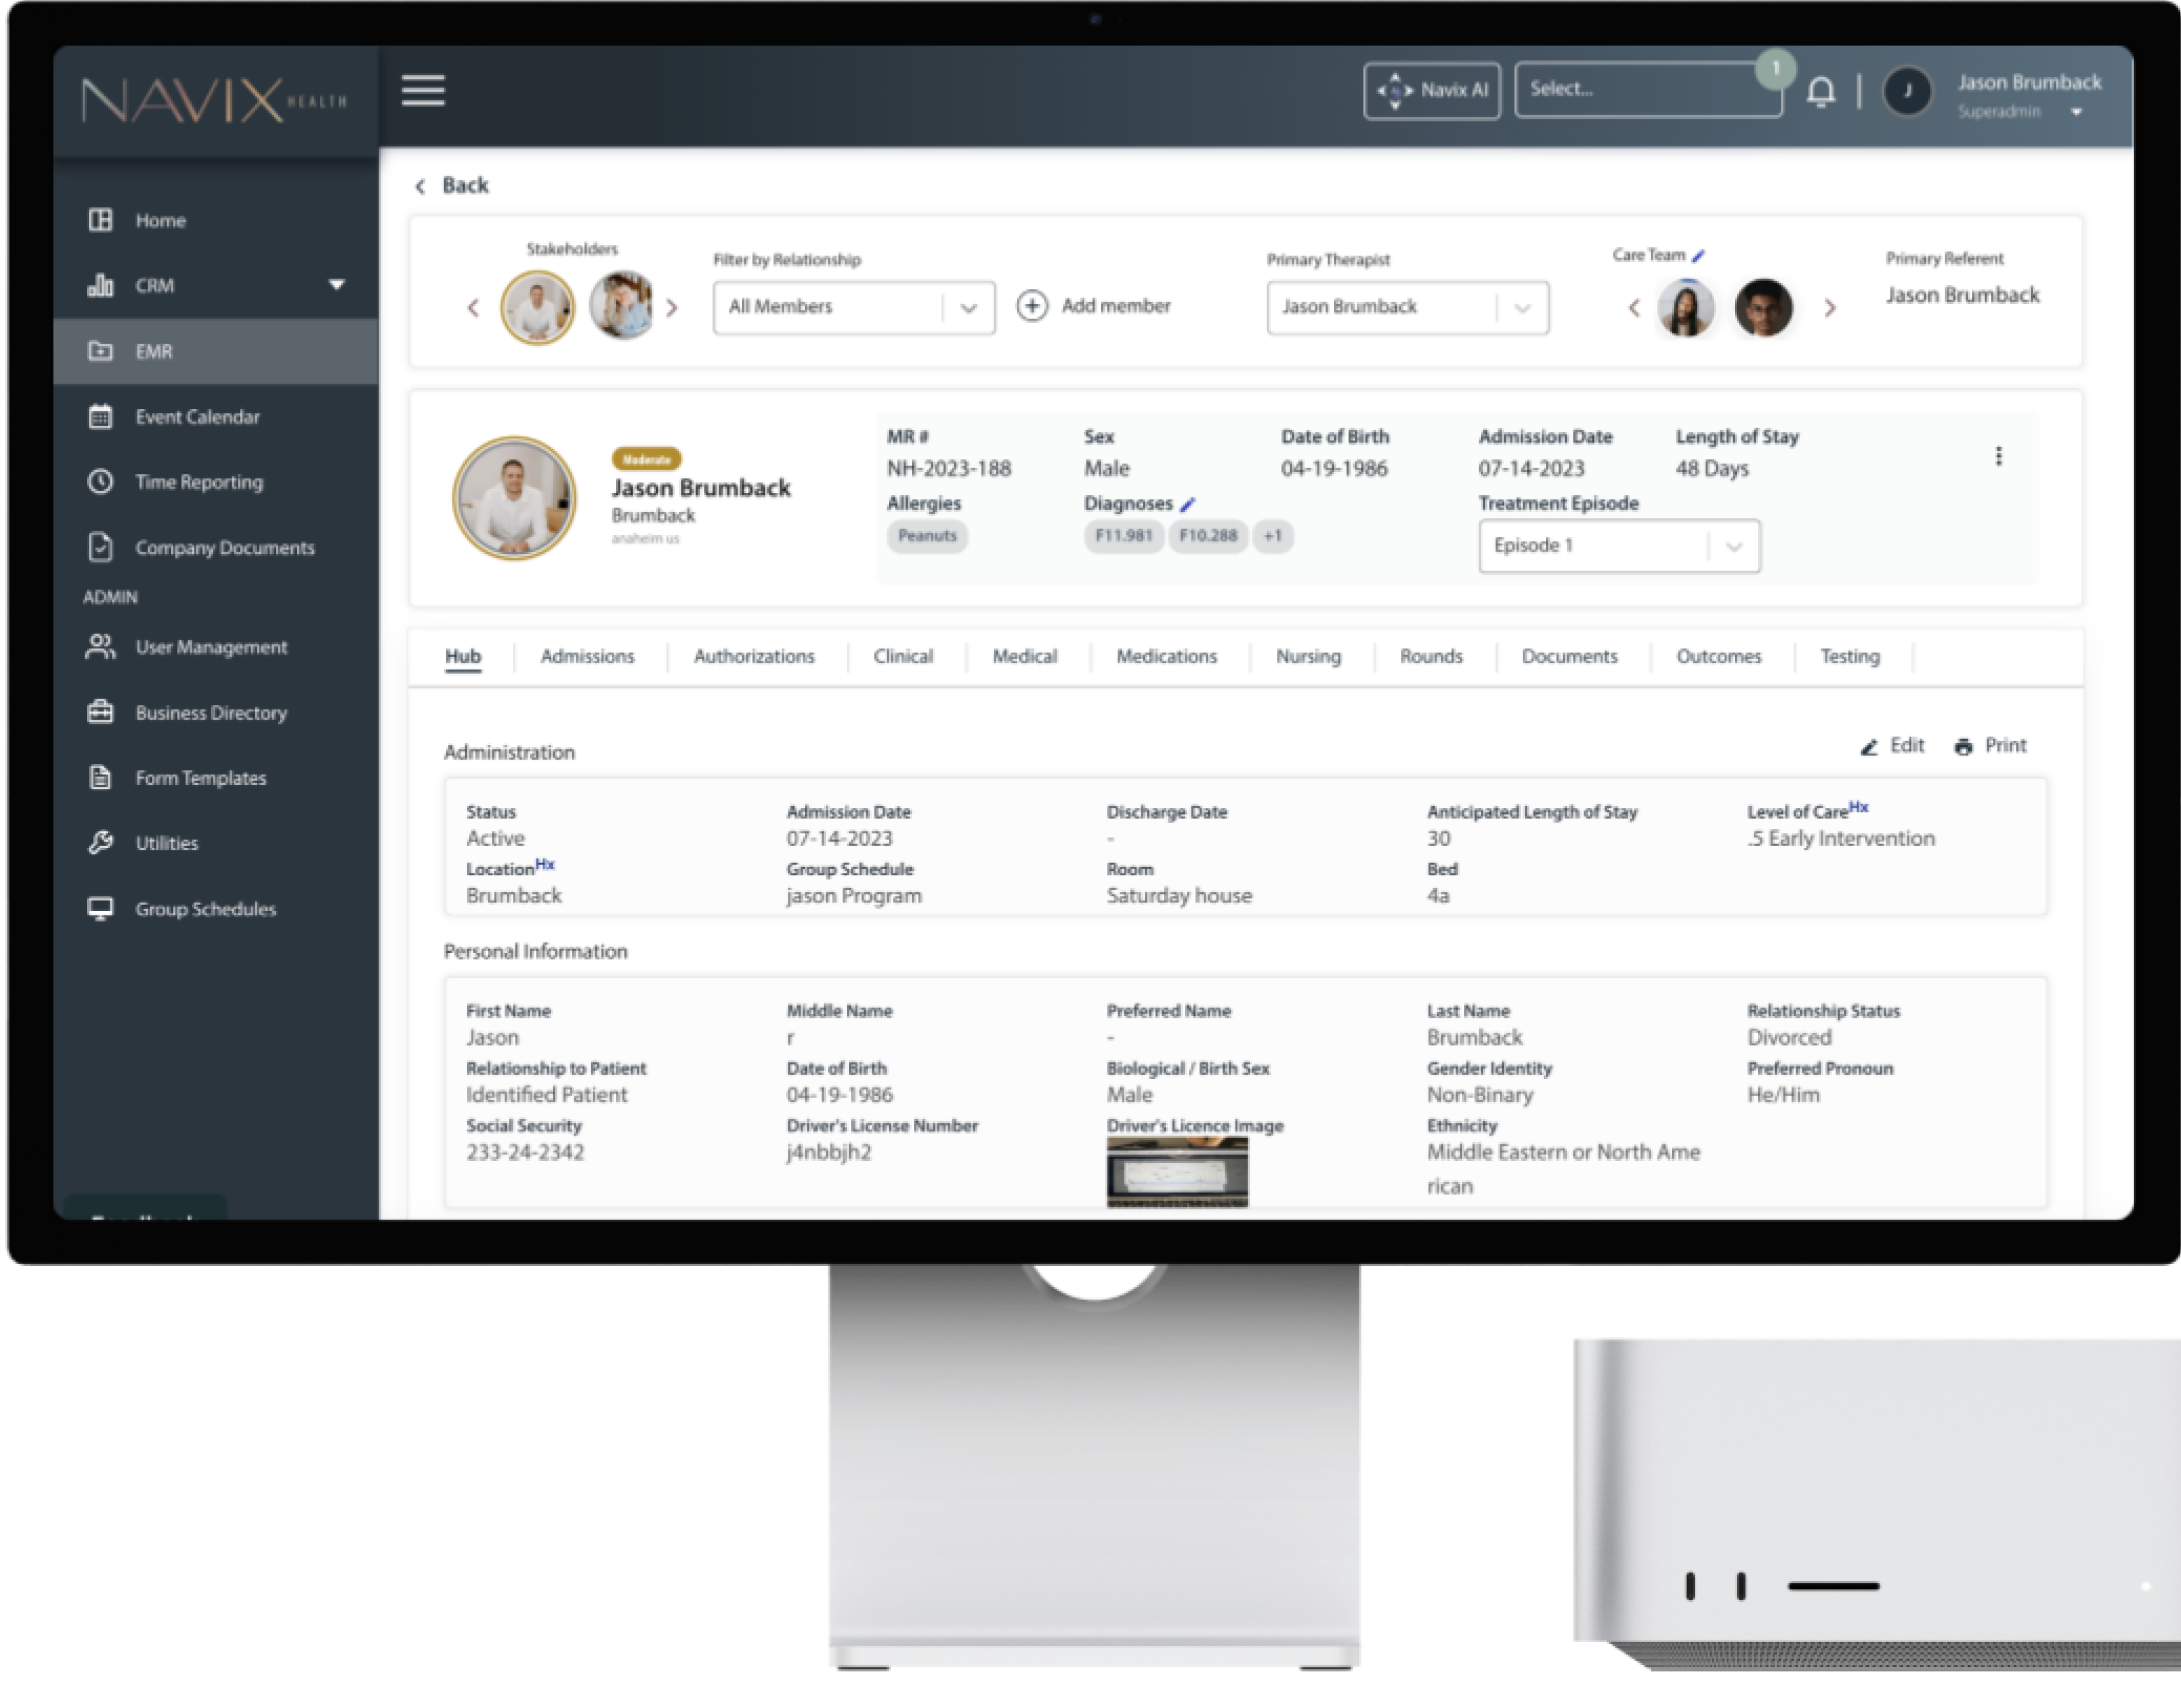 NAVIX HEALTH
Navix AI
Select...
1
J
Jason Brumback
Superadmin
Home
CRM
EMR
Event Calendar
Time Reporting
Company Documents
ADMIN
User Management
Business Directory
Form Templates
Utilities
Group Schedules
Back
Stakeholders
Filter by Relationship
All Members
Add member
Primary Therapist
Jason Brumback
Care Team
Primary Referent
Jason Brumback
Moderate
Jason Brumback
Brumback
anaheim us
MR # Sex Date of Birth Admission Date Length of Stay
NH-2023-188 Male 04-19-1986 07-14-2023 48 Days
Allergies Diagnoses Treatment Episode
Peanuts F11.981 F10.288 +1 Episode 1
Hub Admissions Authorizations Clinical Medical Medications Nursing Rounds Documents Outcomes Testing
Administration Edit Print
Status Admission Date Discharge Date Anticipated Length of Stay Level of Care Hx
Active 07-14-2023 - 30 .5 Early Intervention
Location Hx Group Schedule Room Bed
Brumback jason Program Saturday house 4a
Personal Information
First Name Middle Name Preferred Name Last Name Relationship Status
Jason r - Brumback Divorced
Relationship to Patient Date of Birth Biological / Birth Sex Gender Identity Preferred Pronoun
Identified Patient 04-19-1986 Male Non-Binary He/Him
Social Security Driver's License Number Driver's Licence Image Ethnicity
233-24-2342 j4nbbjh2 Middle Eastern or North Ame
rican